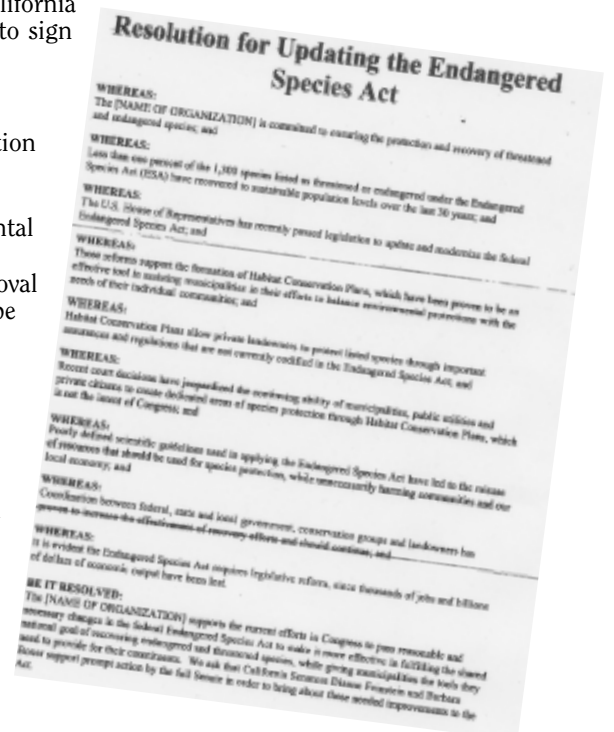 lifornia
to sign
tion
ntal
oval
be
Resolution for Updating the Endangered
Species Act
WHEREAS:
The [NAME OF ORGANIZATION] is committed to ensuring the protection and recovery of threatened
and endangered species; and
WHEREAS:
Less than one percent of the 1,300 species listed as threatened or endangered under the Endangered
Species Act (ESA) have recovered to sustainable population levels over the last 30 years; and
WHEREAS:
The U.S. House of Representatives has recently passed legislation to update and modernize the federal
Endangered Species Act; and
WHEREAS:
These reforms support the formation of Habitat Conservation Plans, which have been proven to be an
effective tool in assisting municipalities in their efforts to balance environmental protections with the
needs of their individual communities; and
WHEREAS:
Habitat Conservation Plans allow private landowners to protect listed species through important
assurances and regulations that are not currently codified in the Endangered Species Act; and
WHEREAS:
Recent court decisions have jeopardized the continuing ability of municipalities, public utilities and
private citizens to create dedicated areas of species protection through Habitat Conservation Plans, which
is not the intent of Congress; and
WHEREAS:
Poorly defined scientific guidelines used in applying the Endangered Species Act have led to the misuse
of resources that should be used for species protection, while unnecessarily harming communities and our
local economy; and
WHEREAS:
Coordination between federal, state and local government, conservation groups and landowners has
proven to increase the effectiveness of recovery efforts and should continue; and
WHEREAS:
It is evident the Endangered Species Act requires legislative reform, since thousands of jobs and billions
of dollars of economic output have been lost.
BE IT RESOLVED:
The [NAME OF ORGANIZATION] supports the current efforts in Congress to pass reasonable and
necessary changes in the federal Endangered Species Act to make it more effective in fulfilling the shared
national goal of recovering endangered and threatened species, while giving municipalities the tools they
need to provide for their constituents. We ask that California Senators Dianne Feinstein and Barbara
Boxer support prompt action by the full Senate in order to bring about these needed improvements to the
Act.